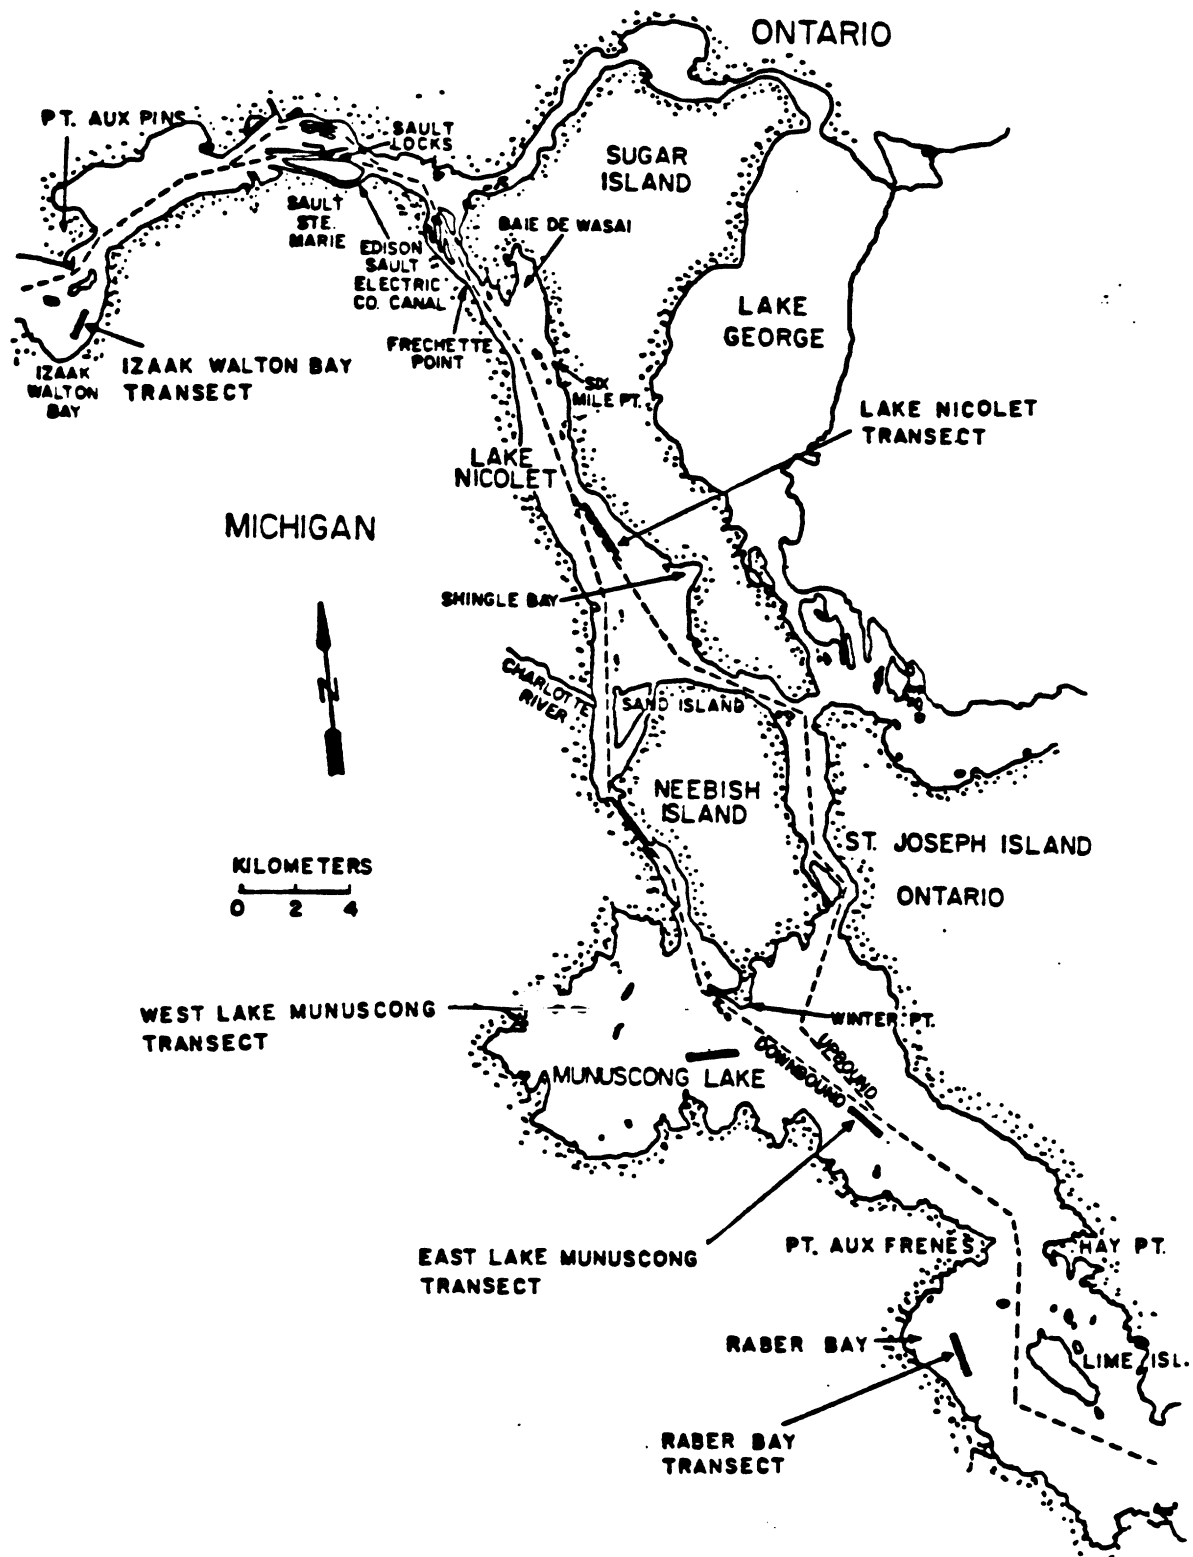 ONTARIO
PT. AUX PINS
SAULT
LOCKS
SUGAR
ISLAND
SAULT
STE.
MARIE
BAIE DE WASAI
EDISON
SAULT
ELECTRIC
CO. CANAL
LAKE
GEORGE
FRECHETTE
POINT
IZAAK WALTON BAY
TRANSECT
IZAAK
WALTON
BAY
SIX
MILE PT.
LAKE NICOLET
TRANSECT
LAKE
NICOLET
MICHIGAN
SHINGLE BAY
N
CHARLOTTE
RIVER
SAND ISLAND
NEEBISH
ISLAND
ST. JOSEPH ISLAND
ONTARIO
KILOMETERS
0 2 4
WEST LAKE MUNUSCONG
TRANSECT
WINTER PT.
UPBOUND
DOWNBOUND
MUNUSCONG LAKE
EAST LAKE MUNUSCONG
TRANSECT
PT. AUX FRENES
HAY PT.
RABER BAY
LIME ISL.
RABER BAY
TRANSECT